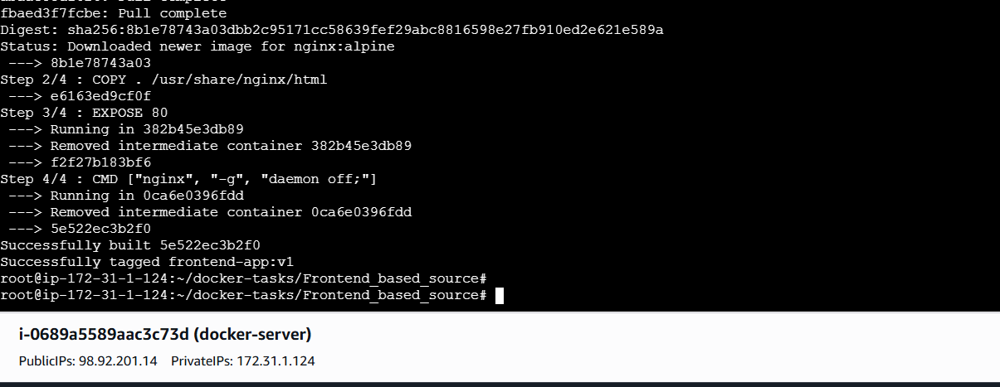 fbaed3f7fcbe: Pull complete
Digest: sha256:8b1e78743a03dbb2c95171cc58639fef29abc8816598e27fb910ed2e621e589a
Status: Downloaded newer image for nginx:alpine
 ---> 8b1e78743a03
Step 2/4 : COPY . /usr/share/nginx/html
 ---> e6163ed9cf0f
Step 3/4 : EXPOSE 80
 ---> Running in 382b45e3db89
 ---> Removed intermediate container 382b45e3db89
 ---> f2f27b183bf6
Step 4/4 : CMD ["nginx", "-g", "daemon off;"]
 ---> Running in 0ca6e0396fdd
 ---> Removed intermediate container 0ca6e0396fdd
 ---> 5e522ec3b2f0
Successfully built 5e522ec3b2f0
Successfully tagged frontend-app:v1
root@ip-172-31-1-124:~/docker-tasks/Frontend_based_source#
root@ip-172-31-1-124:~/docker-tasks/Frontend_based_source#
i-0689a5589aac3c73d (docker-server)
PublicIPs: 98.92.201.14 PrivateIPs: 172.31.1.124